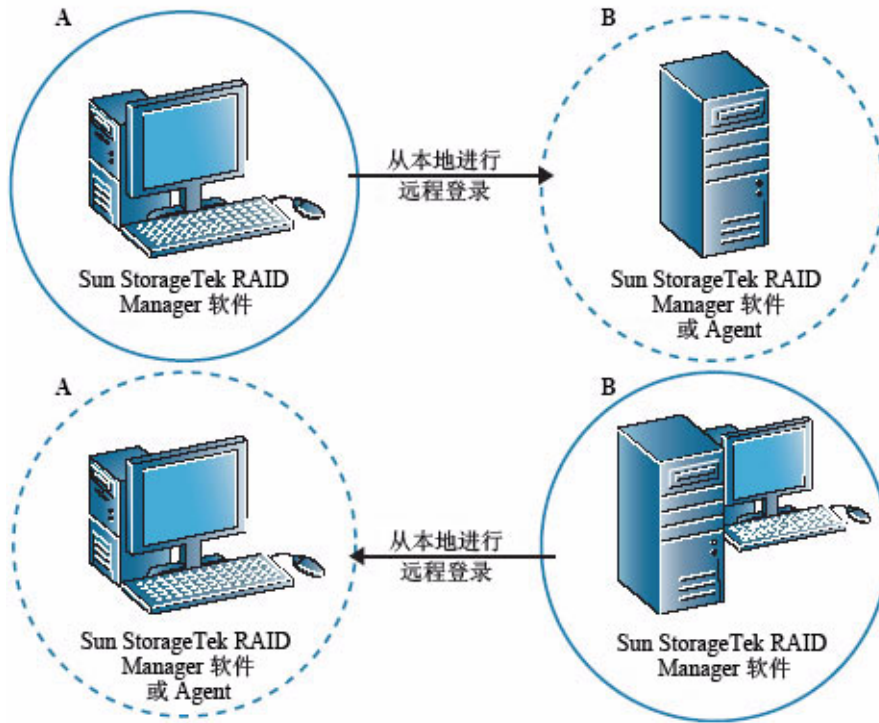 A
B
从本地进行
远程登录
Sun StorageTek RAID
Manager 软件
Sun StorageTek RAID
Manager 软件
或 Agent
A
B
从本地进行
远程登录
Sun StorageTek RAID
Manager 软件
或 Agent
Sun StorageTek RAID
Manager 软件